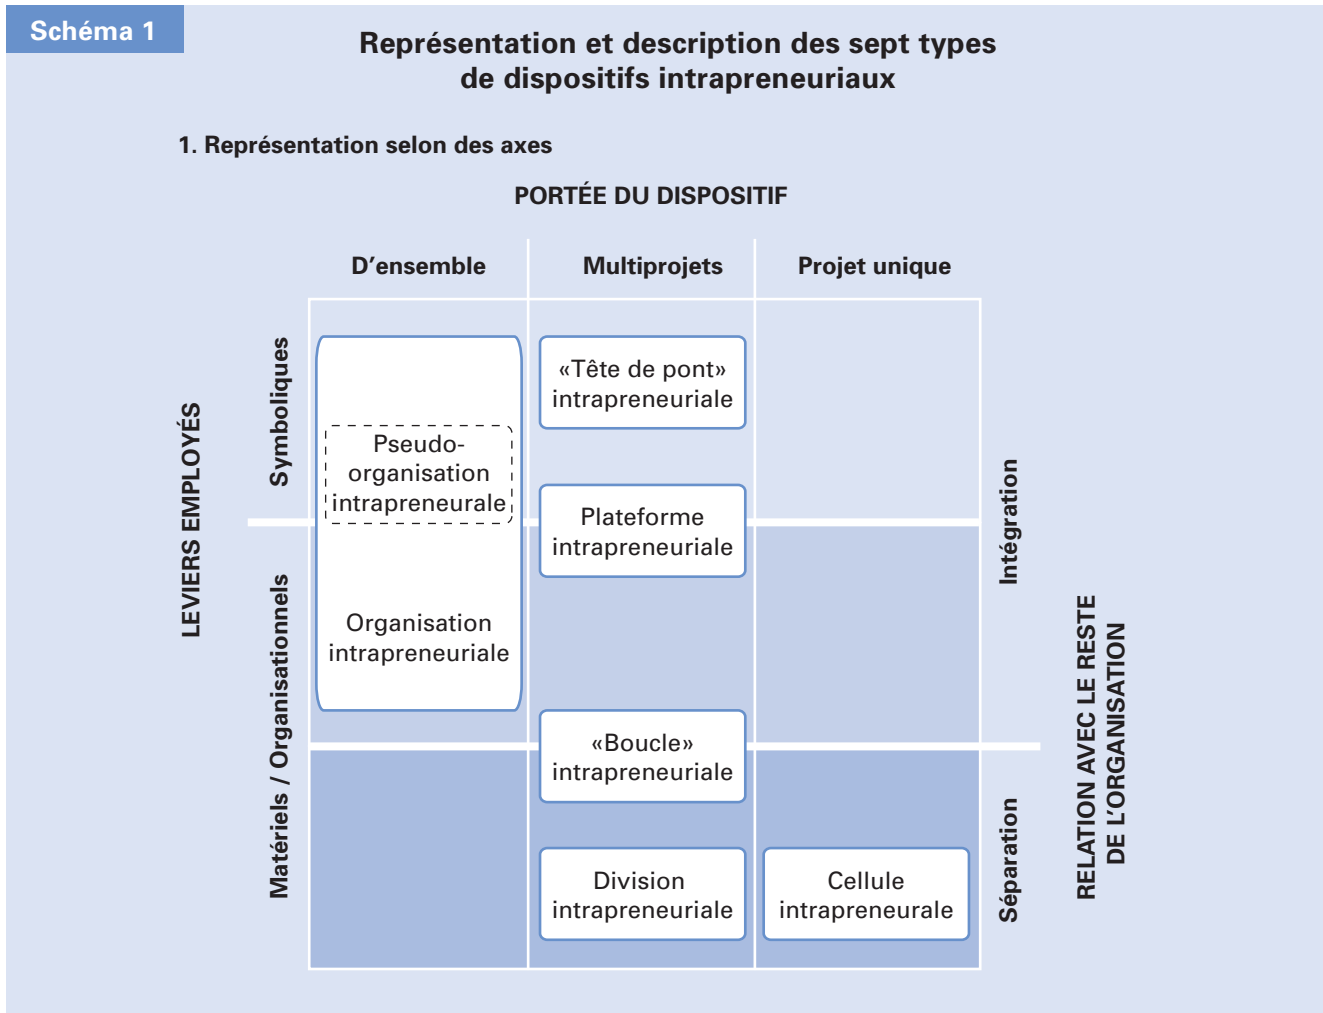 Schéma 1
Représentation et description des sept types
de dispositifs intrapreneuriaux
1. Représentation selon des axes
PORTÉE DU DISPOSITIF
D’ensemble
Multiprojets
Projet unique
LEVIERS EMPLOYÉS
Symboliques
Matériels / Organisationnels
Pseudo-
organisation
intrapreneurale
Organisation
intrapreneuriale
«Tête de pont»
intrapreneuriale
Plateforme
intrapreneuriale
«Boucle»
intrapreneuriale
Division
intrapreneuriale
Cellule
intrapreneurale
Intégration
Séparation
RELATION AVEC LE RESTE
DE L’ORGANISATION